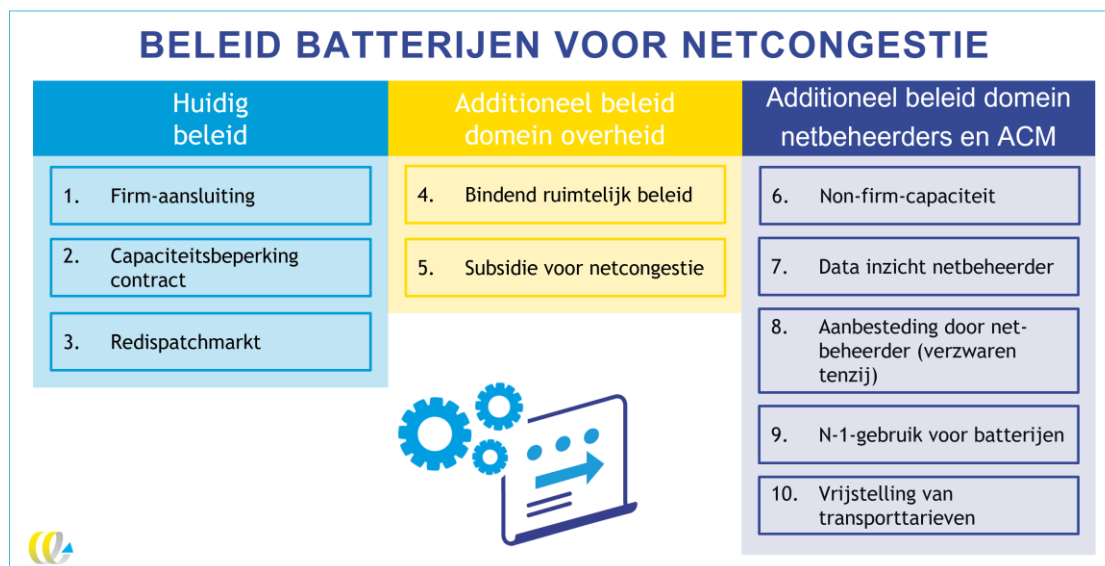 BELEID BATTERIJEN VOOR NETCONGESTIE
Huidig
beleid
1. Firm-aansluiting
2. Capaciteitsbeperking
contract
3. Redispatchmarkt
Additioneel beleid
domein overheid
4. Bindend ruimtelijk beleid
5. Subsidie voor netcongestie
Additioneel beleid domein
netbeheerders en ACM
6. Non-firm-capaciteit
7. Data inzicht netbeheerder
8. Aanbesteding door net-
beheerder (verzwaren
tenzij)
9. N-1-gebruik voor batterijen
10. Vrijstelling van
transporttarieven